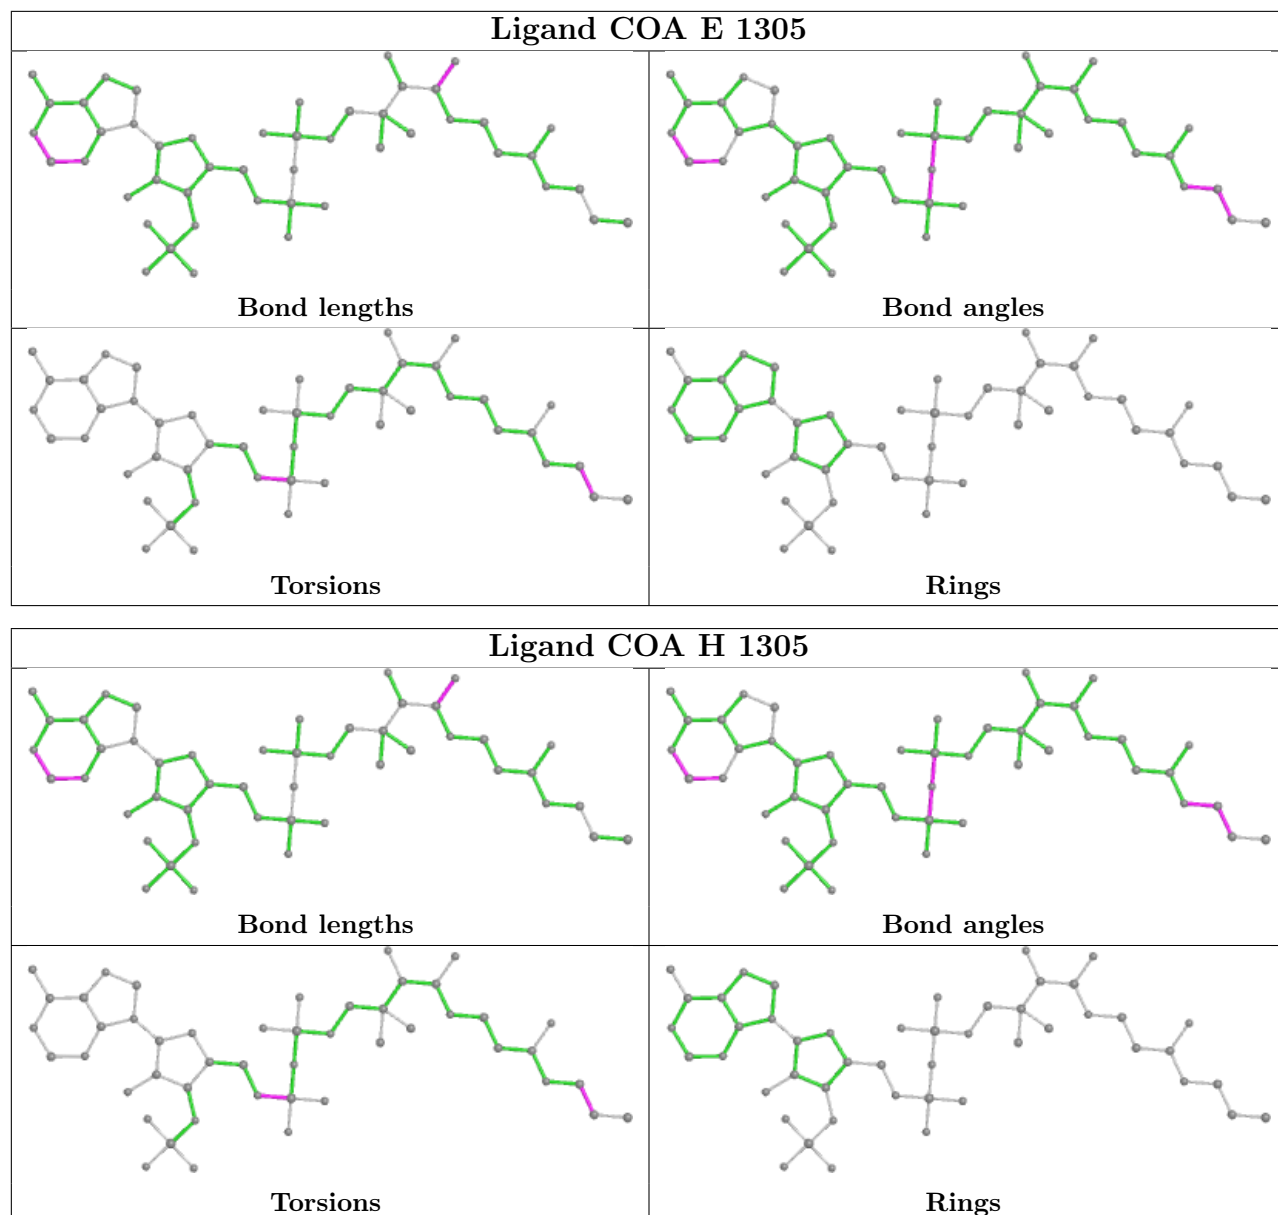 Ligand COA E 1305
Bond lengths
Bond angles
Torsions
Rings
Ligand COA H 1305
Bond lengths
Bond angles
Torsions
Rings